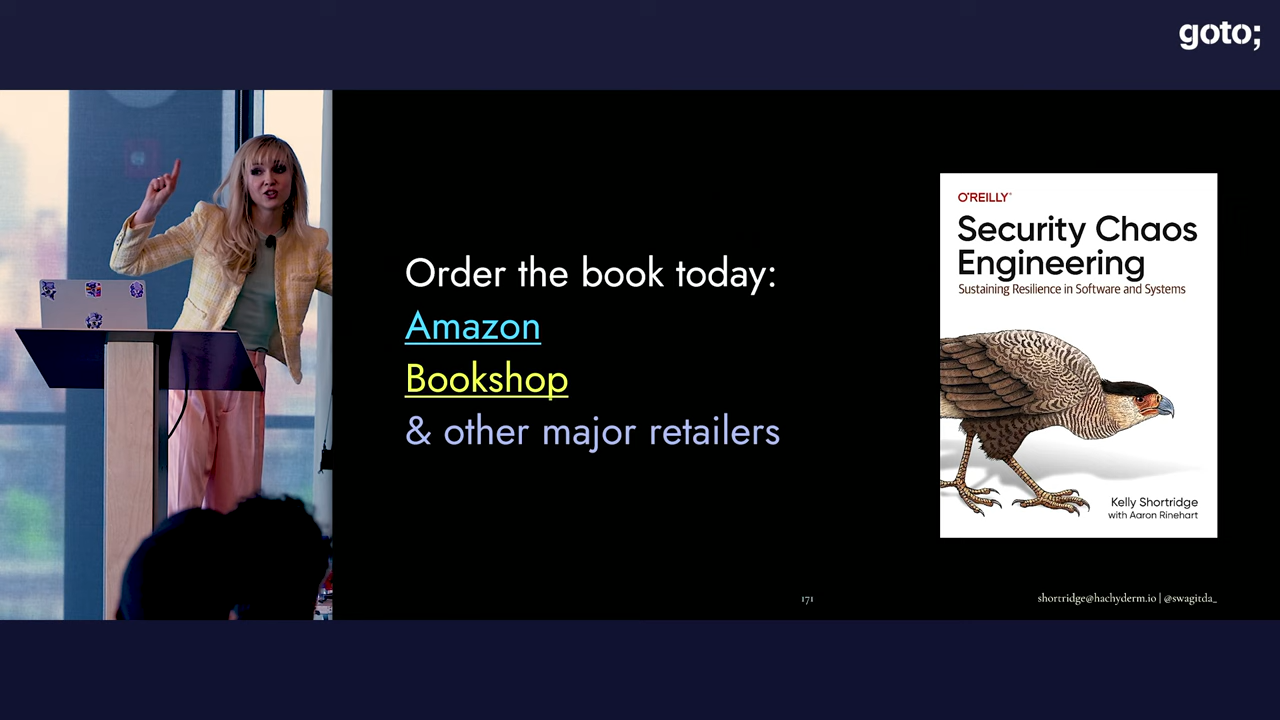 goto;
Order the book today:
Amazon
Bookshop
& other major retailers
O'REILLY®
Security Chaos
Engineering
Sustaining Resilience in Software and Systems
Kelly Shortridge
with Aaron Rinehart
171
shortridge@hachyderm.io | @swagitda_